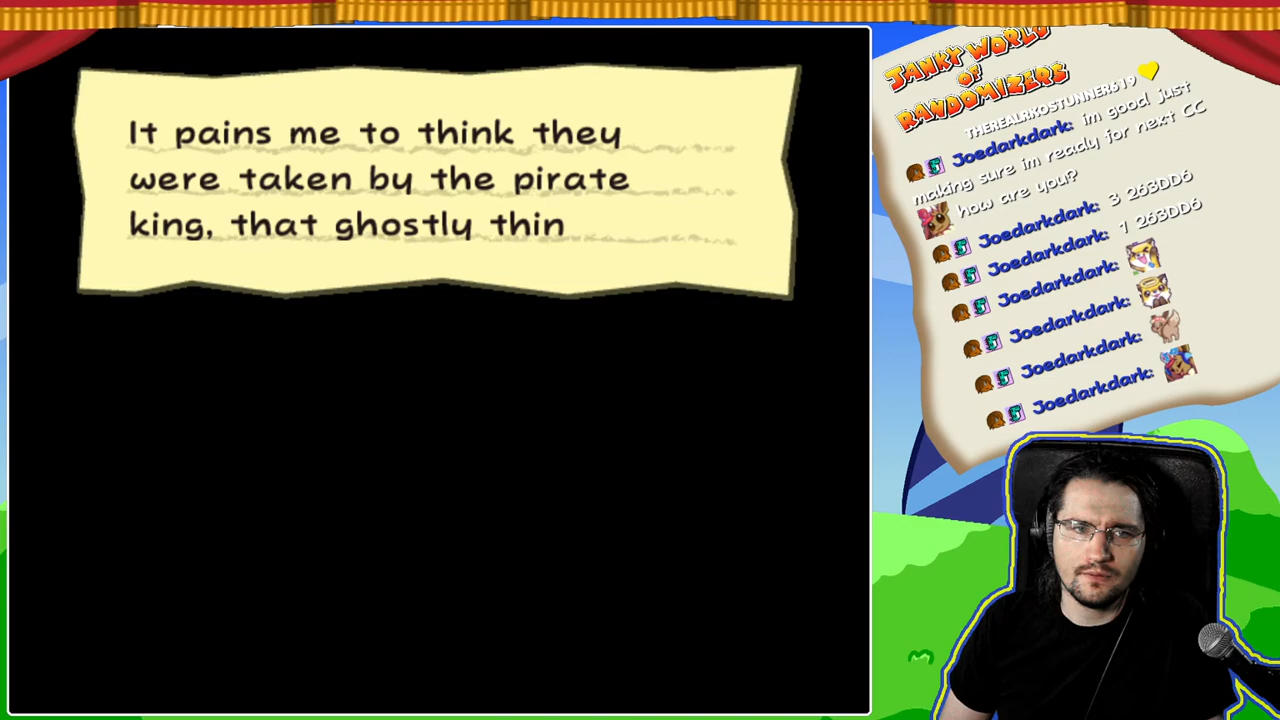 It pains me to think they
were taken by the pirate
king, that ghostly thin
JANKY WORLD
OF
RANDOMIZERS
THEREALRKOSTUNNER619
Joedarkdark: im good just
making sure im ready for next CC
how are you?
Joedarkdark: 3 263DD6
Joedarkdark: 1 263DD6
Joedarkdark:
Joedarkdark:
Joedarkdark:
Joedarkdark: